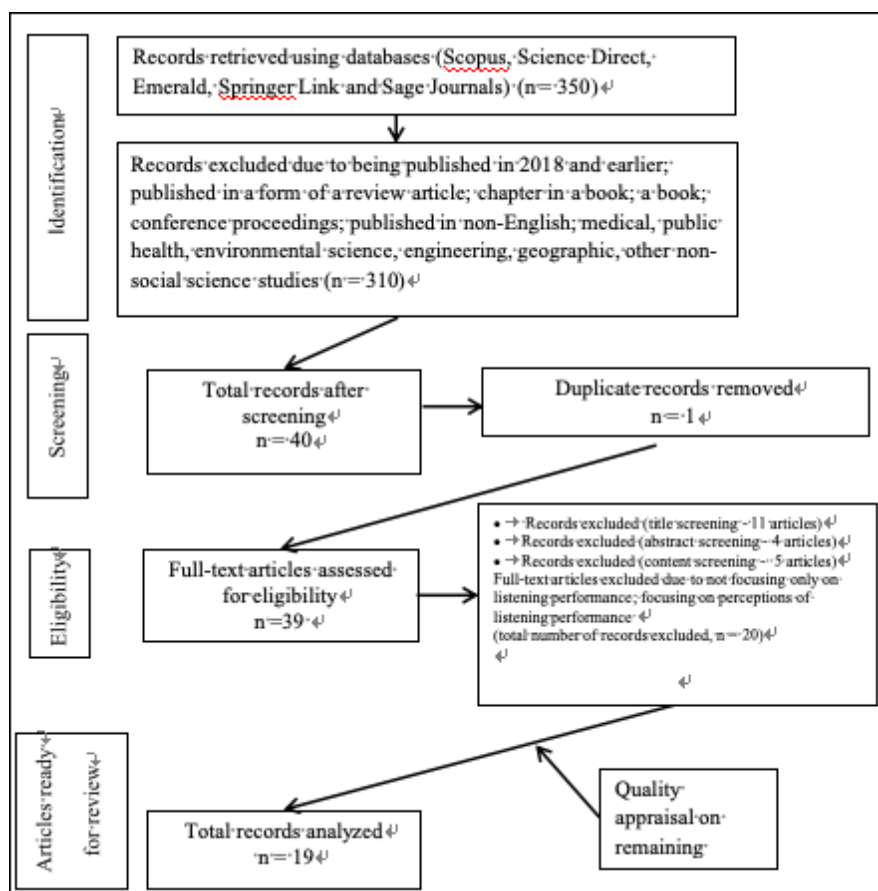 Identification
Records retrieved using databases (Scopus, Science Direct,
Emerald, Springer Link and Sage Journals) (n = 350)
Records excluded due to being published in 2018 and earlier;
published in a form of a review article; chapter in a book; a book;
conference proceedings; published in non-English; medical, public
health, environmental science, engineering, geographic, other non-
social science studies (n = 310)
Screening
Total records after
screening
n = 40
Duplicate records removed
n = 1
Eligibility
Full-text articles assessed
for eligibility
n =39
• Records excluded (title screening - 11 articles)
• Records excluded (abstract screening - 4 articles)
• Records excluded (content screening - 5 articles)
Full-text articles excluded due to not focusing only on
listening performance; focusing on perceptions of
listening performance
(total number of records excluded, n = 20)
Articles ready
for review
Total records analyzed
n = 19
Quality
appraisal on
remaining